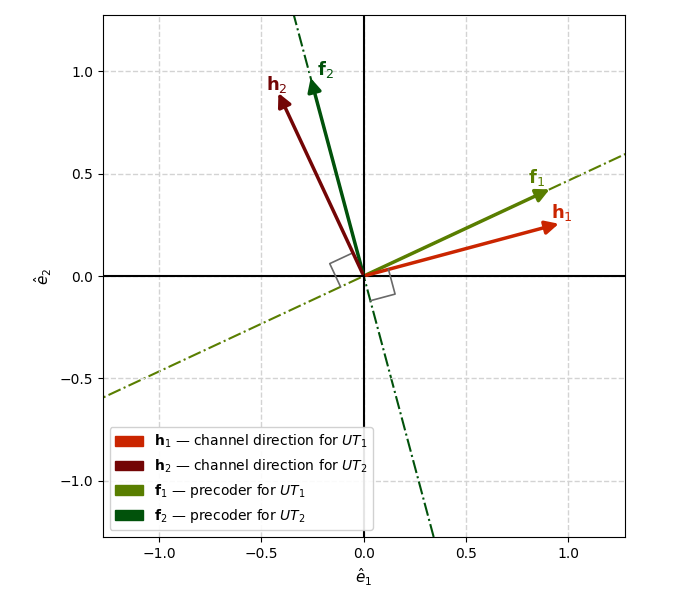 f₂
h₂
f₁
h₁
1.0
0.5
0.0
−0.5
−1.0
ê₂
h₁ — channel direction for UT₁
h₂ — channel direction for UT₂
f₁ — precoder for UT₁
f₂ — precoder for UT₂
−1.0 −0.5 0.0 0.5 1.0
ê₁